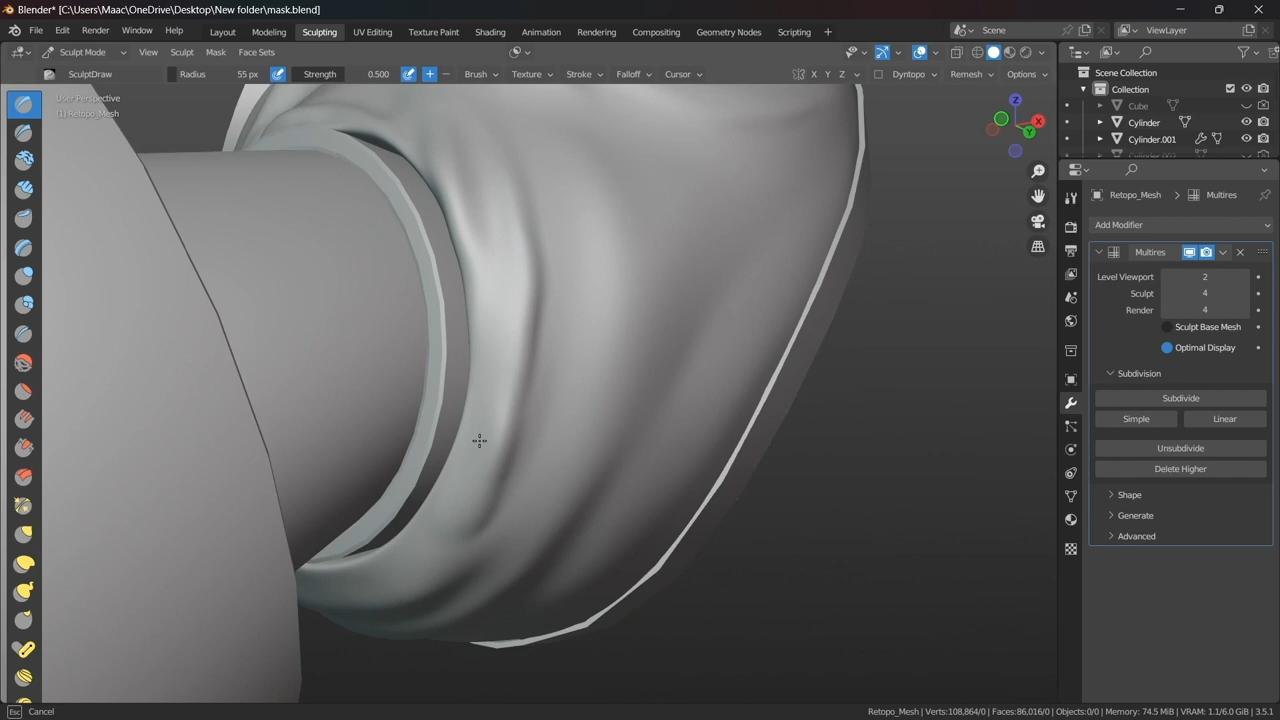 Blender* [C:\Users\Maac\OneDrive\Desktop\New folder\mask.blend]
File Edit Render Window Help Layout Modeling Sculpting UV Editing Texture Paint Shading Animation Rendering Compositing Geometry Nodes Scripting + Scene ViewLayer
Sculpt Mode View Sculpt Mask Face Sets
SculptDraw Radius 55 px Strength 0.500 + − Brush Texture Stroke Falloff Cursor X Y Z Dyntopo Remesh Options
User Perspective
(1) Retopo_Mesh
Z
X
Y
Scene Collection
Collection
Cube
Cylinder
Cylinder.001
Retopo_Mesh > Multires
Add Modifier
Multires
Level Viewport 2
Sculpt 4
Render 4
Sculpt Base Mesh
Optimal Display
Subdivision
Subdivide
Simple Linear
Unsubdivide
Delete Higher
Shape
Generate
Advanced
Esc Cancel
Retopo_Mesh | Verts:108,864/0 | Faces:86,016/0 | Objects:0/0 | Memory: 74.5 MiB | VRAM: 1.1/6.0 GiB | 3.5.1